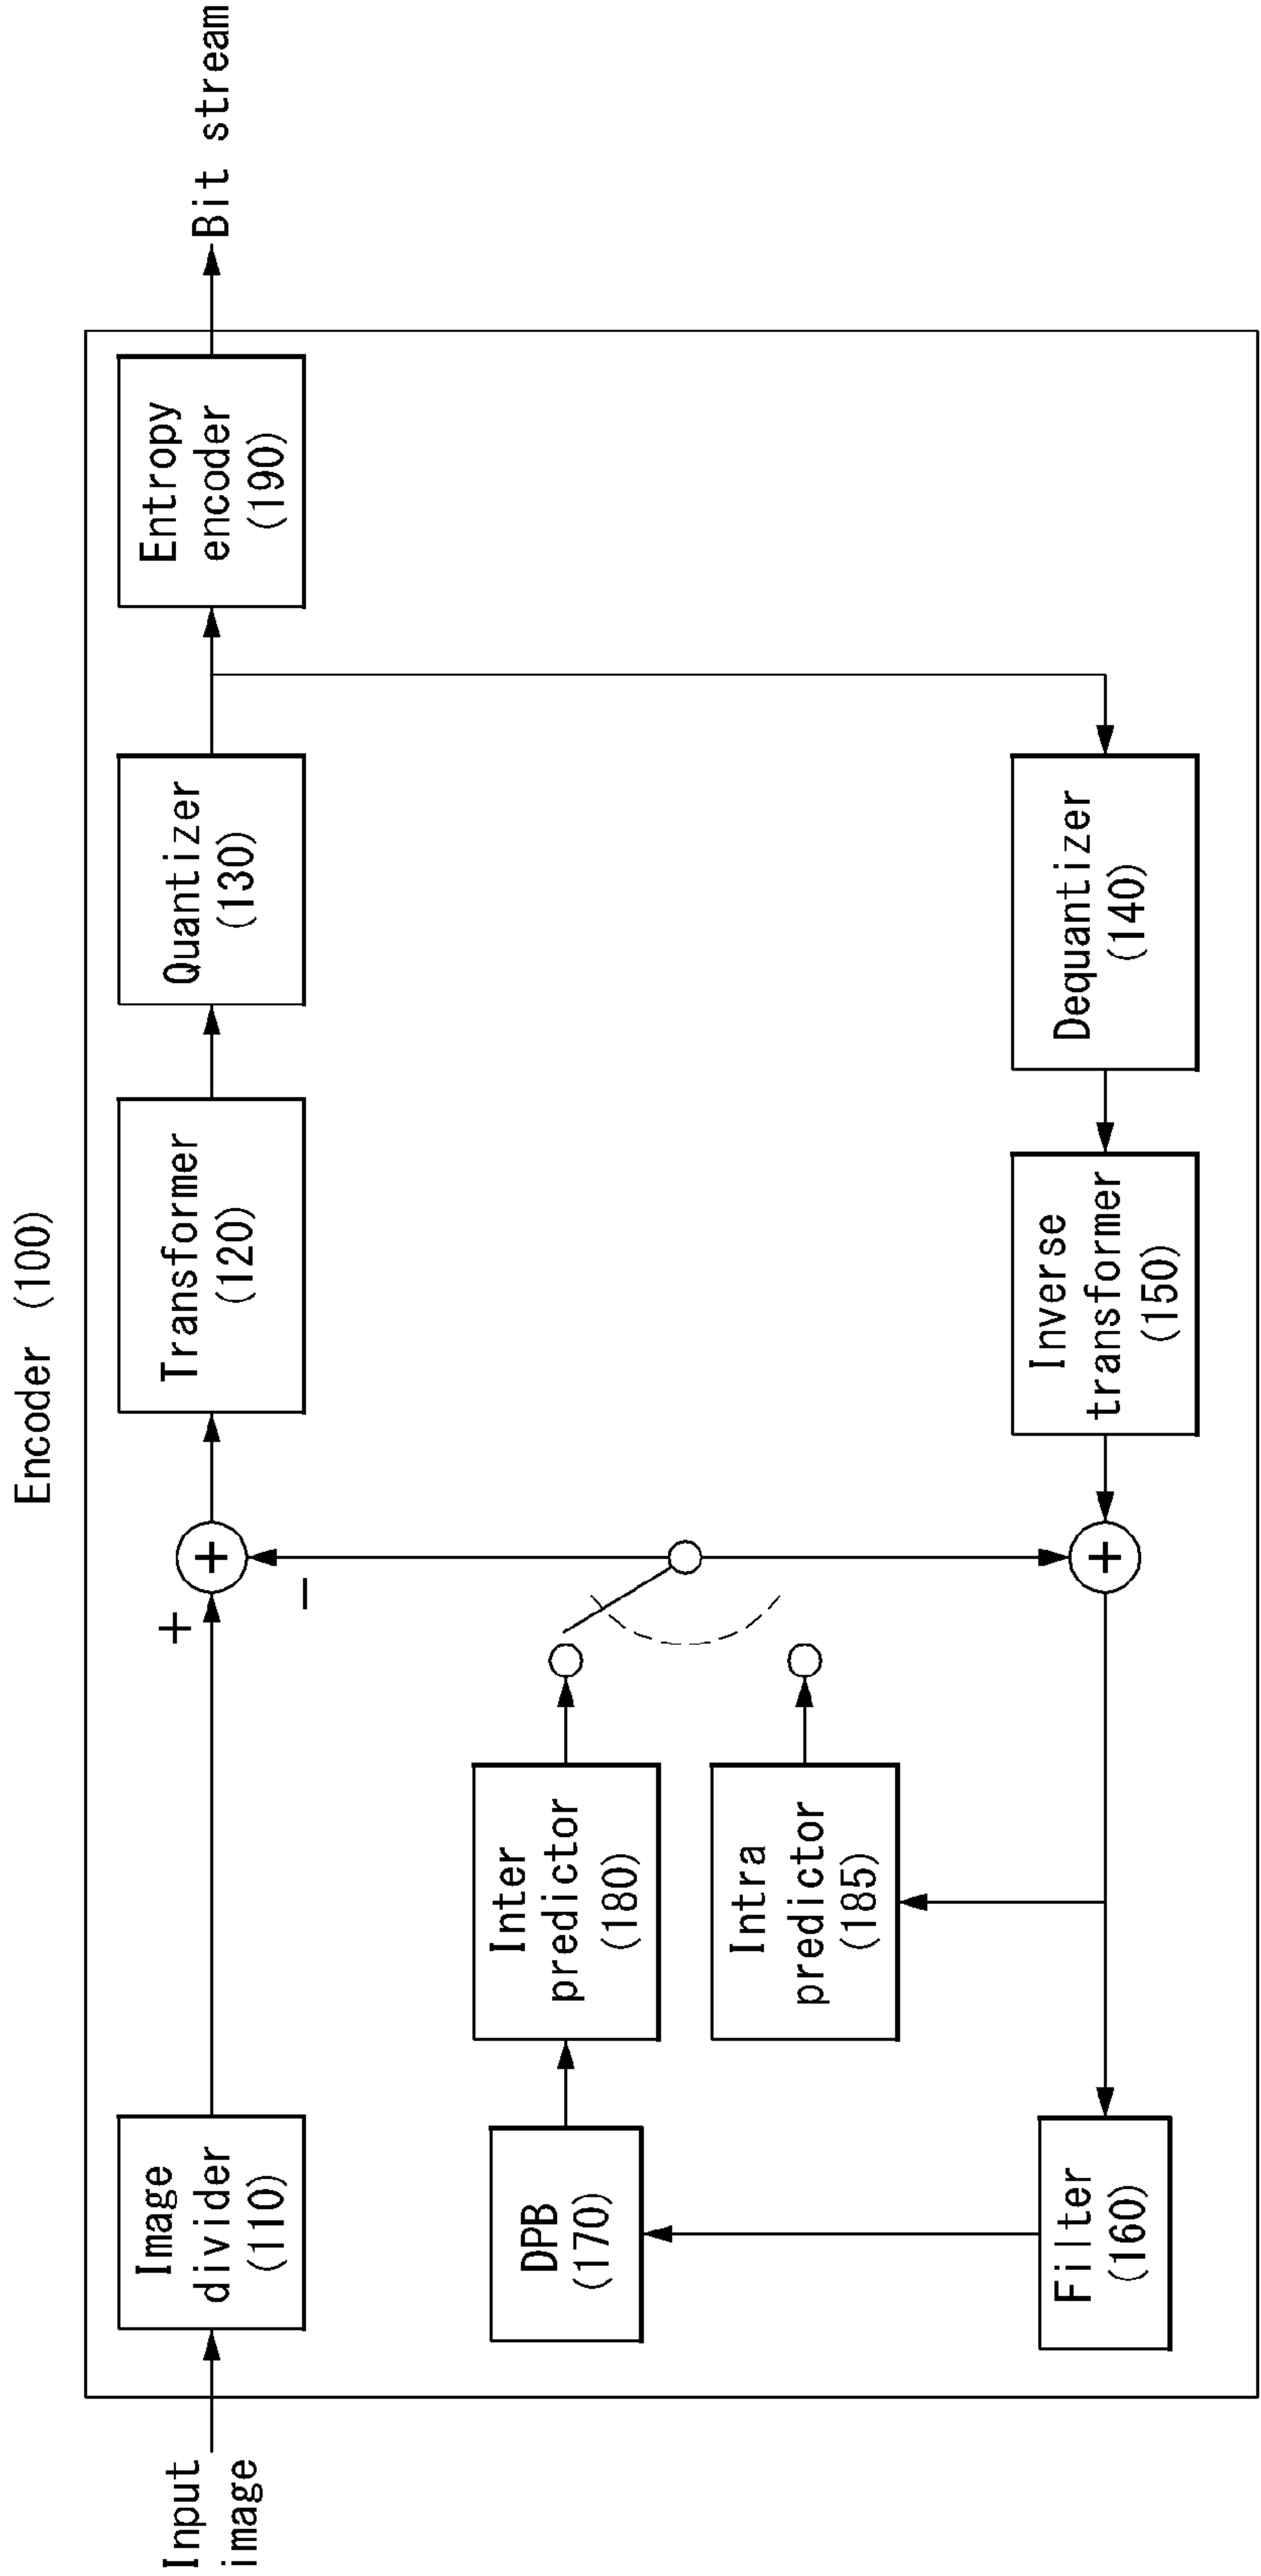 Encoder (100)
Input
image
Image
divider
(110)
+
−
+
Transformer
(120)
Quantizer
(130)
Entropy
encoder
(190)
Bit stream
DPB
(170)
Inter
predictor
(180)
Intra
predictor
(185)
Filter
(160)
+
Inverse
transformer
(150)
Dequantizer
(140)